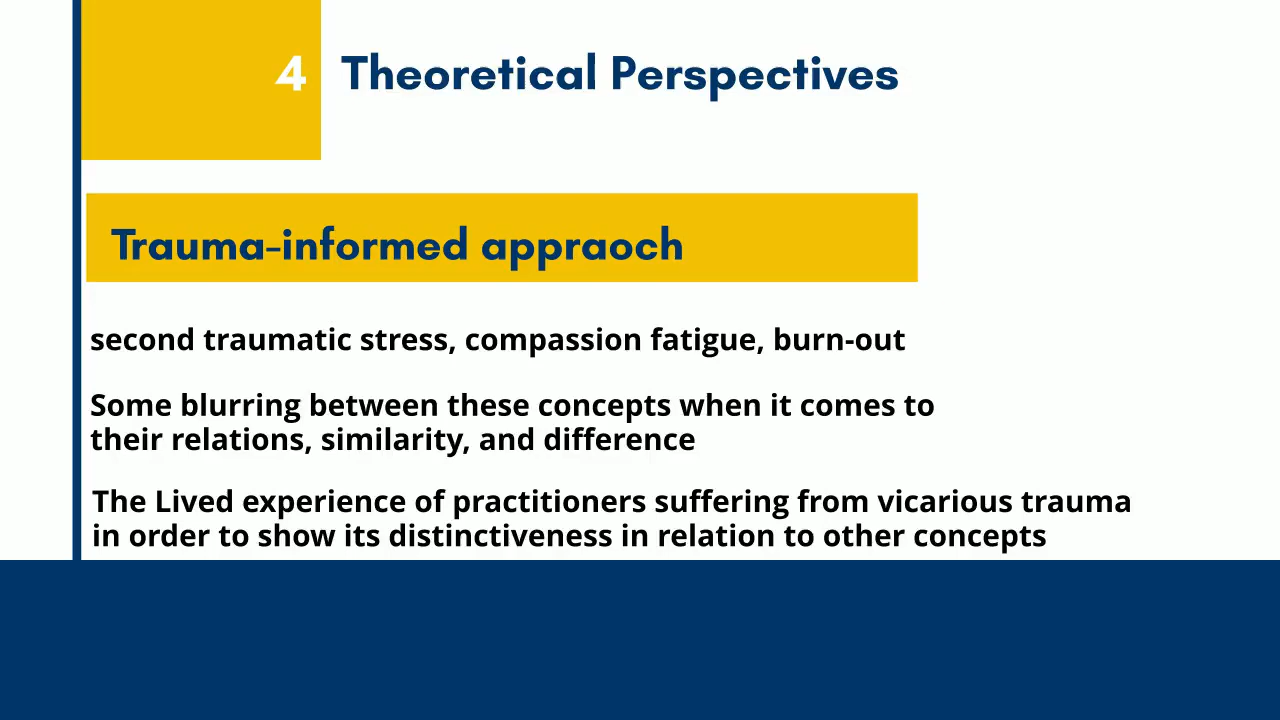 4 Theoretical Perspectives
Trauma-informed appraoch
second traumatic stress, compassion fatigue, burn-out
Some blurring between these concepts when it comes to
their relations, similarity, and difference
The Lived experience of practitioners suffering from vicarious trauma
in order to show its distinctiveness in relation to other concepts